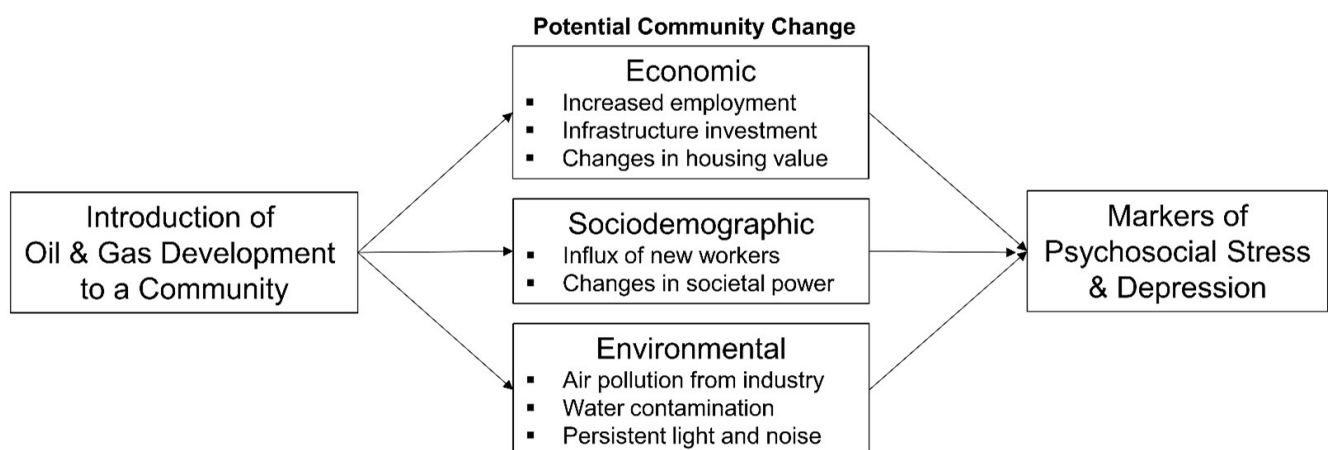 Potential Community Change
Economic
▪ Increased employment
▪ Infrastructure investment
▪ Changes in housing value
Introduction of
Oil & Gas Development
to a Community
Sociodemographic
▪ Influx of new workers
▪ Changes in societal power
Environmental
▪ Air pollution from industry
▪ Water contamination
▪ Persistent light and noise
Markers of
Psychosocial Stress
& Depression